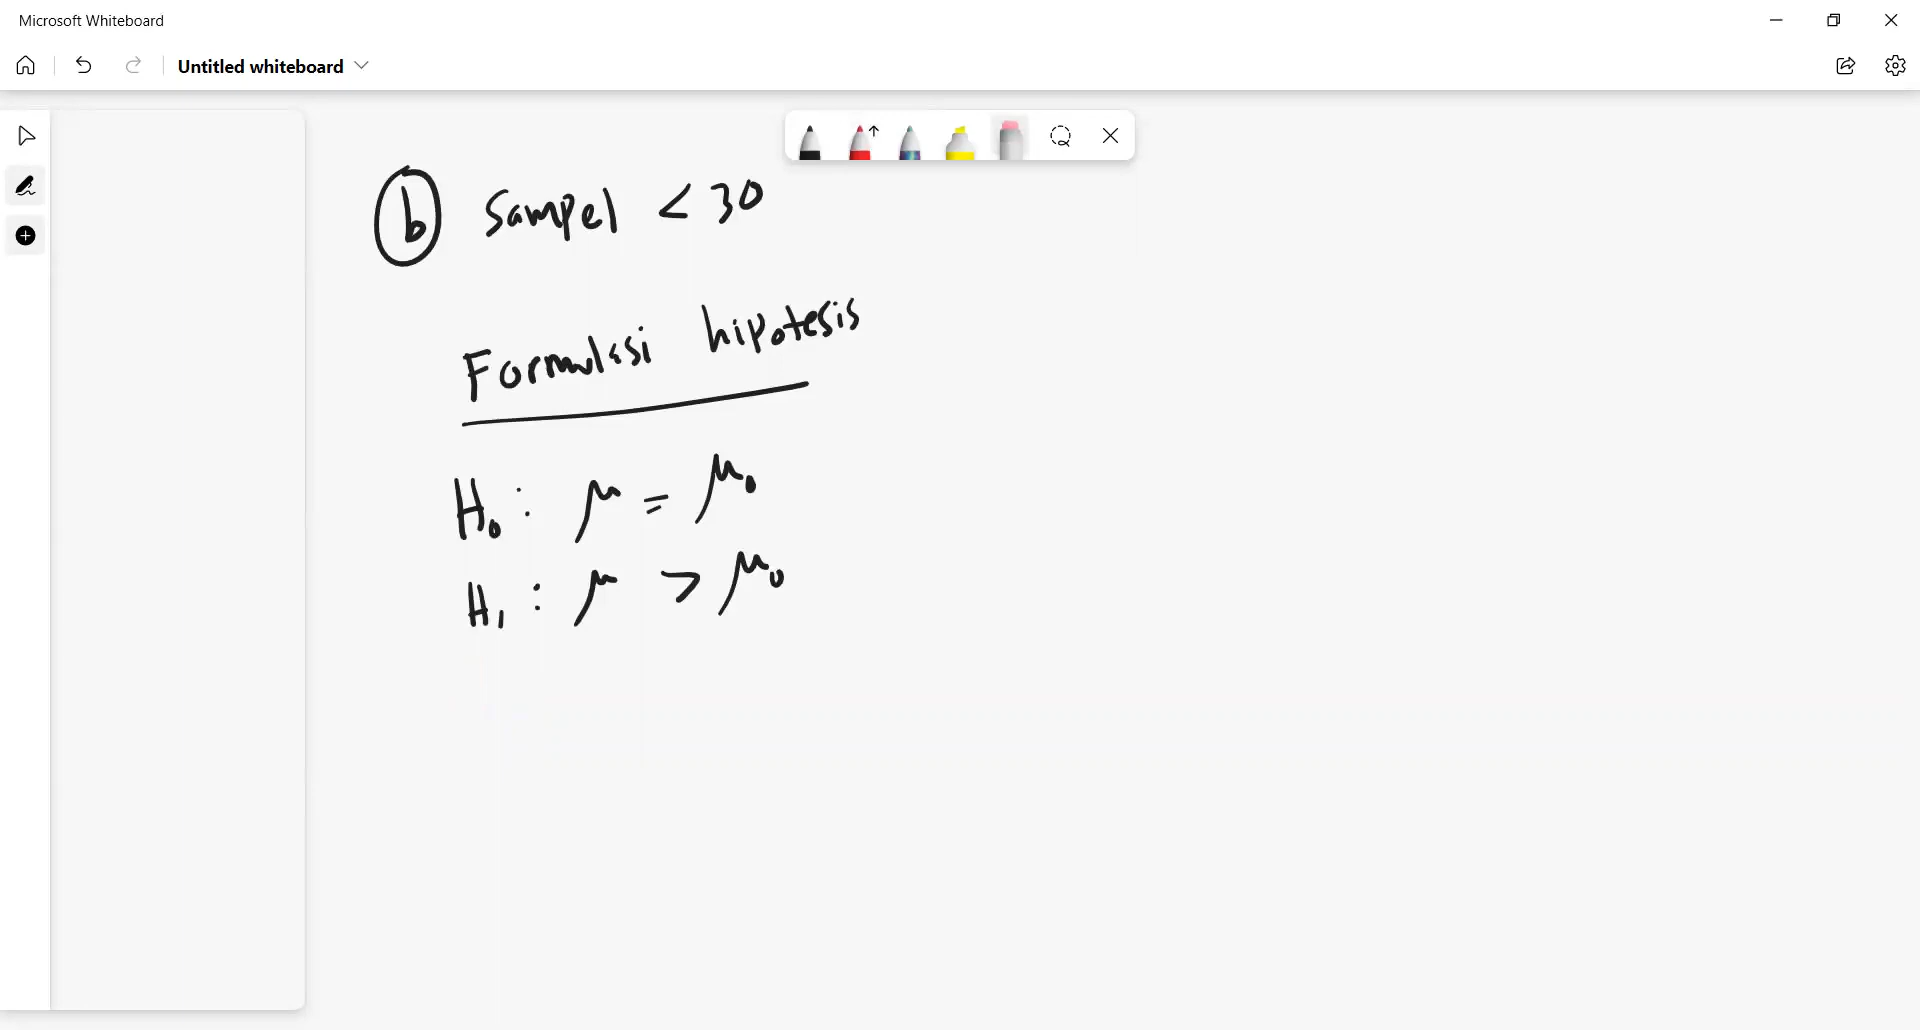 Microsoft Whiteboard
Untitled whiteboard
b Sampel < 30
Formulasi hipotesis
H₀ : μ = μ₀
H₁ : μ > μ₀